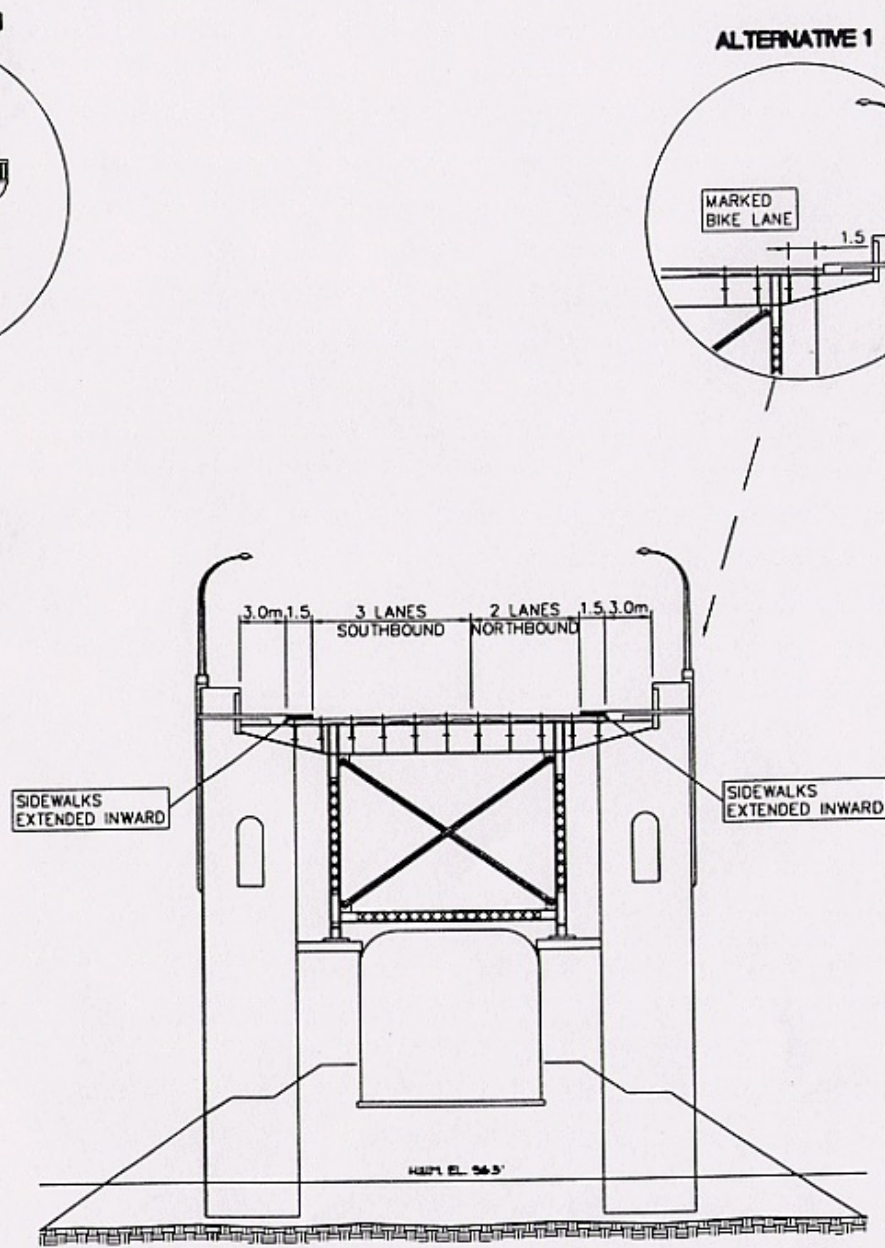 ALTERNATIVE 1
MARKED
BIKE LANE
1.5
3.0m
1.5
3 LANES
SOUTHBOUND
2 LANES
NORTHBOUND
1.5
3.0m
SIDEWALKS
EXTENDED INWARD
SIDEWALKS
EXTENDED INWARD
EL.